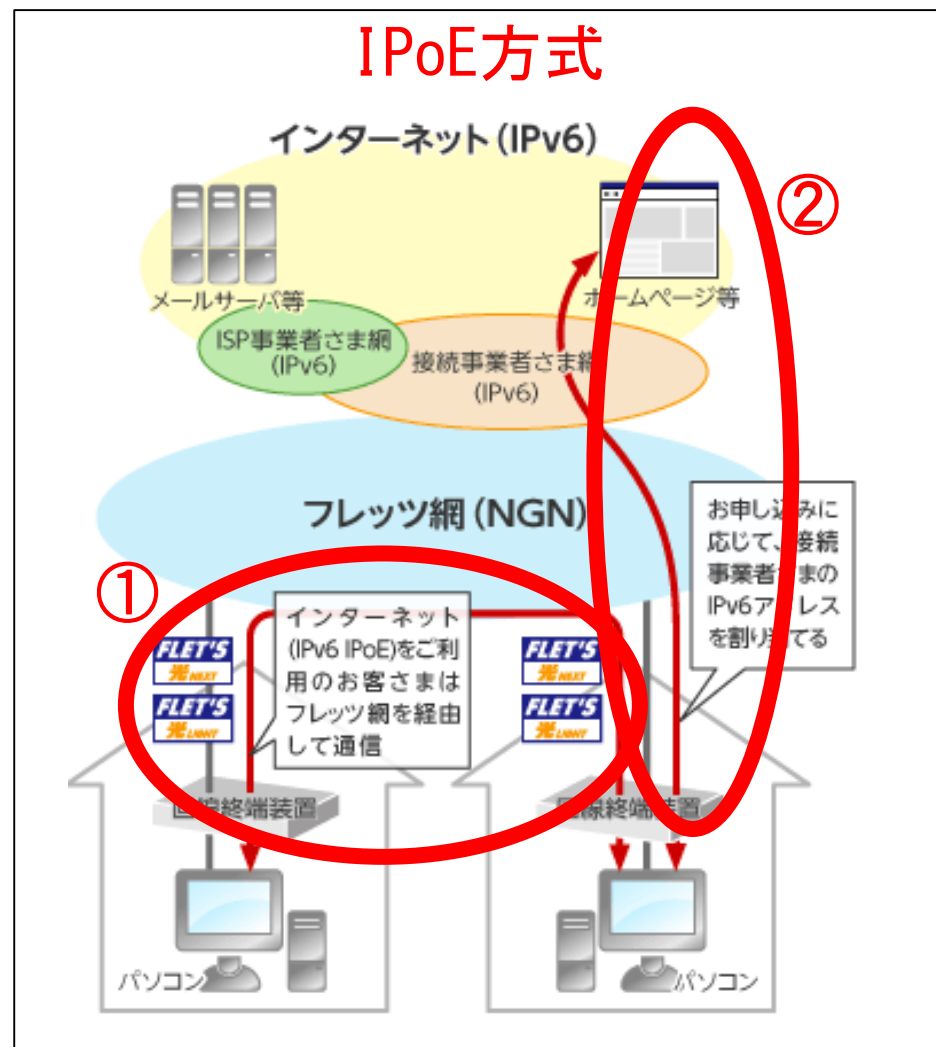 IPoE方式
インターネット(IPv6)
②
メールサーバ等
ホームページ等
ISP事業者さま網
(IPv6)
接続事業者さま網
(IPv6)
フレッツ網(NGN)
お申し込みに
応じて、接続
事業者さまの
IPv6アドレス
を割り当てる
①
インターネット
(IPv6 IPoE)をご利
用のお客さまは
フレッツ網を経由
して通信
FLET'S
光NEXT
FLET'S
光LIGHT
FLET'S
光NEXT
FLET'S
光LIGHT
回線終端装置
回線終端装置
パソコン
パソコン